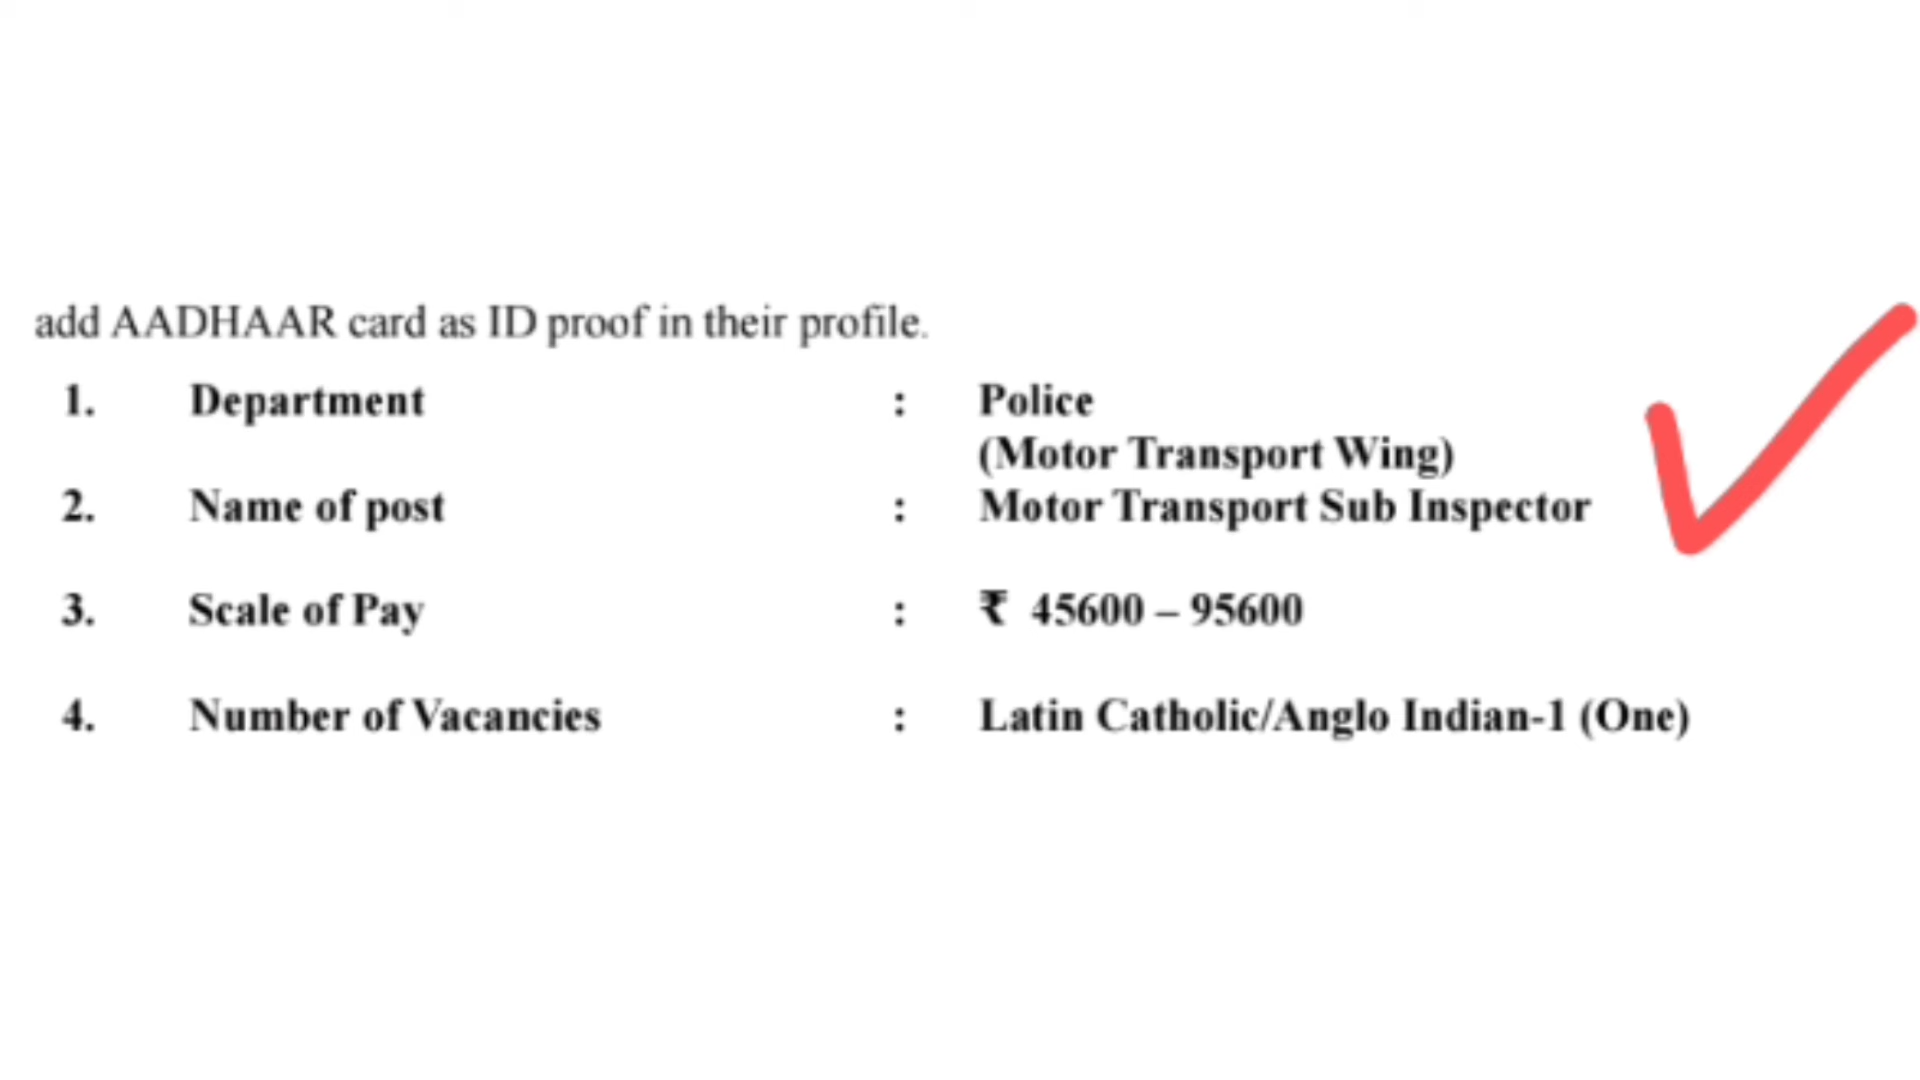 add AADHAAR card as ID proof in their profile.
1. Department : Police
(Motor Transport Wing)
2. Name of post : Motor Transport Sub Inspector
3. Scale of Pay : ₹ 45600 – 95600
4. Number of Vacancies : Latin Catholic/Anglo Indian-1 (One)